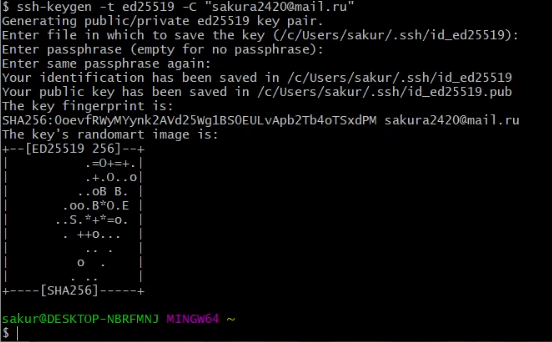 $ ssh-keygen -t ed25519 -C "sakura2420@mail.ru"
Generating public/private ed25519 key pair.
Enter file in which to save the key (/c/Users/sakur/.ssh/id_ed25519):
Enter passphrase (empty for no passphrase):
Enter same passphrase again:
Your identification has been saved in /c/Users/sakur/.ssh/id_ed25519
Your public key has been saved in /c/Users/sakur/.ssh/id_ed25519.pub
The key fingerprint is:
SHA256:OoevfRWyMYynk2AVd25Wg1BSOEULvApb2Tb4oTSxdPM sakura2420@mail.ru
The key's randomart image is:
+--[ED25519 256]--+
|          .=O+=+.|
|          .+.O..o|
|         ..oB B. |
|       .oo.B*O.E |
|      ..S.*+*=o. |
|       . ++o...  |
|          .. .   |
|         o  .    |
|        . ..     |
+----[SHA256]-----+
sakur@DESKTOP-NBRFMNJ MINGW64 ~
$